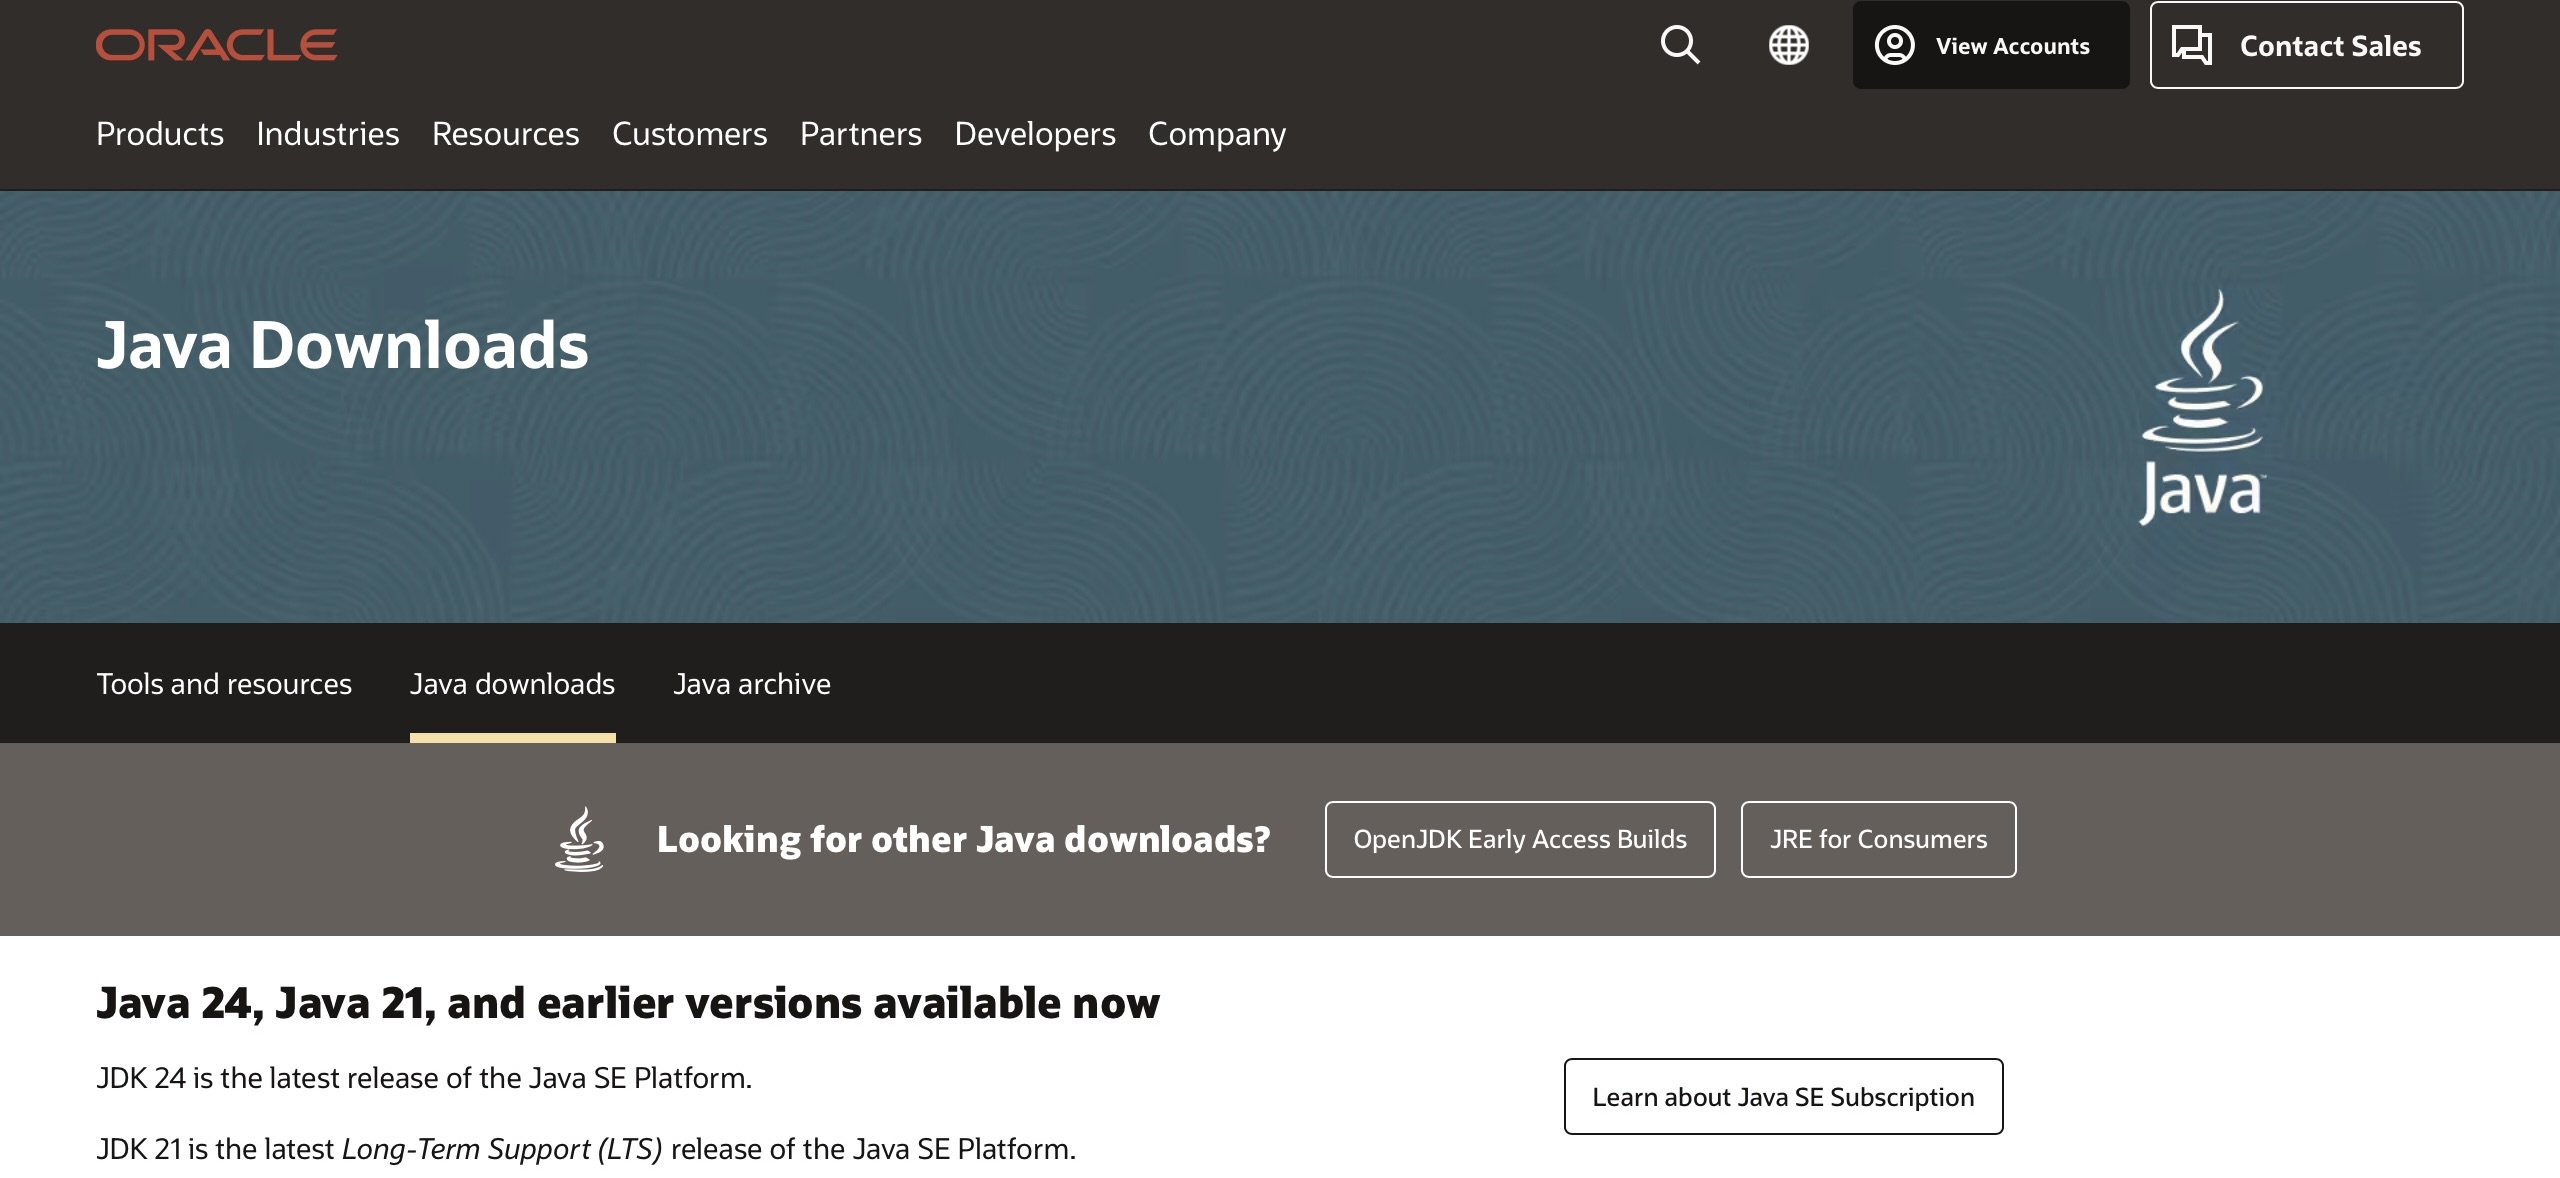 ORACLE
View Accounts
Contact Sales
Products Industries Resources Customers Partners Developers Company
Java Downloads
Java™
Tools and resources Java downloads Java archive
Looking for other Java downloads? OpenJDK Early Access Builds JRE for Consumers
Java 24, Java 21, and earlier versions available now
JDK 24 is the latest release of the Java SE Platform.
Learn about Java SE Subscription
JDK 21 is the latest Long-Term Support (LTS) release of the Java SE Platform.